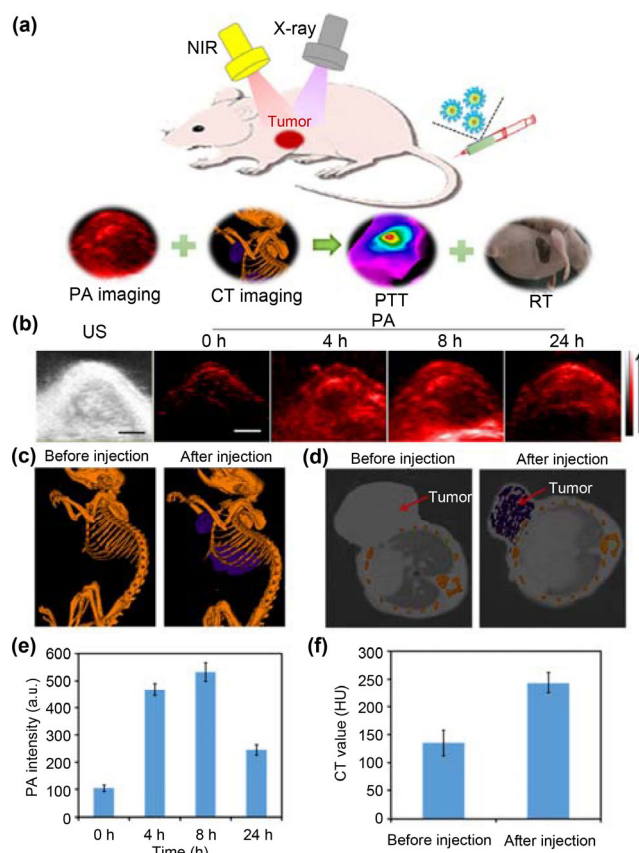 (a)
X-ray
NIR
Tumor
PA imaging
CT imaging
PTT
RT
(b)
US
PA
0 h
4 h
8 h
24 h
(c)
Before injection
After injection
(d)
Before injection
After injection
Tumor
Tumor
(e)
PA intensity (a.u.)
600
500
400
300
200
100
0
0 h
4 h
8 h
24 h
Time (h)
(f)
CT value (HU)
300
250
200
150
100
50
0
Before injection
After injection